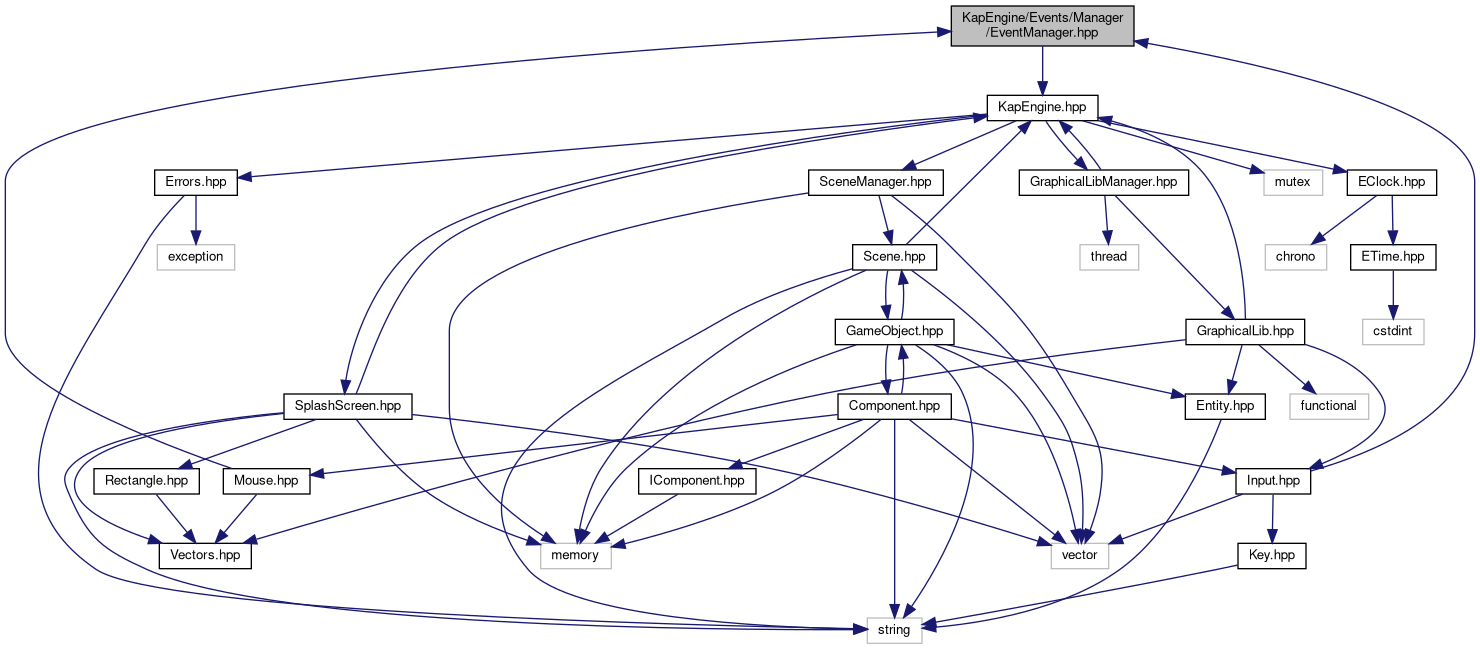 KapEngine/Events/Manager
/EventManager.hpp
KapEngine.hpp
Errors.hpp
SceneManager.hpp
GraphicalLibManager.hpp
mutex
EClock.hpp
exception
Scene.hpp
thread
chrono
ETime.hpp
GameObject.hpp
GraphicalLib.hpp
cstdint
SplashScreen.hpp
Component.hpp
Entity.hpp
functional
Rectangle.hpp
Mouse.hpp
IComponent.hpp
Input.hpp
Vectors.hpp
memory
vector
Key.hpp
string